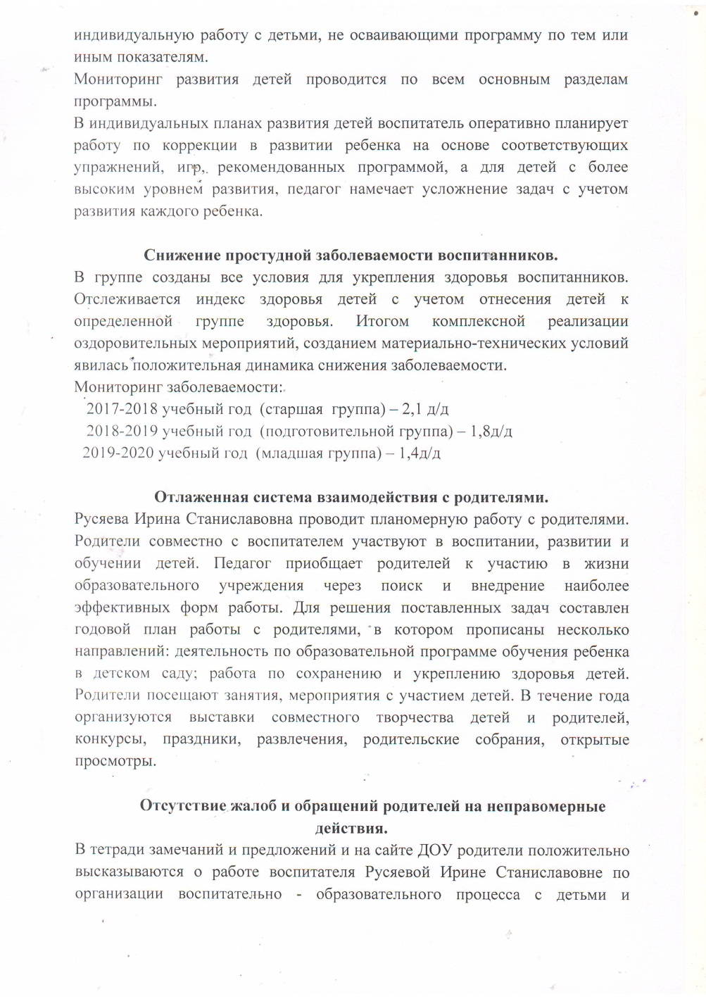 индивидуальную работу с детьми, не осваивающими программу по тем или
иным показателям.
Мониторинг развития детей проводится по всем основным разделам
программы.
В индивидуальных планах развития детей воспитатель оперативно планирует
работу по коррекции в развитии ребенка на основе соответствующих
упражнений, игр, рекомендованных программой, а для детей с более
высоким уровнем развития, педагог намечает усложнение задач с учетом
развития каждого ребенка.
Снижение простудной заболеваемости воспитанников.
В группе созданы все условия для укрепления здоровья воспитанников.
Отслеживается индекс здоровья детей с учетом отнесения детей к
определенной группе здоровья. Итогом комплексной реализации
оздоровительных мероприятий, созданием материально-технических условий
явилась положительная динамика снижения заболеваемости.
Мониторинг заболеваемости:
2017-2018 учебный год (старшая группа) – 2,1 д/д
2018-2019 учебный год (подготовительной группа) – 1,8д/д
2019-2020 учебный год (младшая группа) – 1,4д/д
Отлаженная система взаимодействия с родителями.
Русяева Ирина Станиславовна проводит планомерную работу с родителями.
Родители совместно с воспитателем участвуют в воспитании, развитии и
обучении детей. Педагог приобщает родителей к участию в жизни
образовательного учреждения через поиск и внедрение наиболее
эффективных форм работы. Для решения поставленных задач составлен
годовой план работы с родителями, в котором прописаны несколько
направлений: деятельность по образовательной программе обучения ребенка
в детском саду; работа по сохранению и укреплению здоровья детей.
Родители посещают занятия, мероприятия с участием детей. В течение года
организуются выставки совместного творчества детей и родителей,
конкурсы, праздники, развлечения, родительские собрания, открытые
просмотры.
Отсутствие жалоб и обращений родителей на неправомерные
действия.
В тетради замечаний и предложений и на сайте ДОУ родители положительно
высказываются о работе воспитателя Русяевой Ирине Станиславовне по
организации воспитательно - образовательного процесса с детьми и